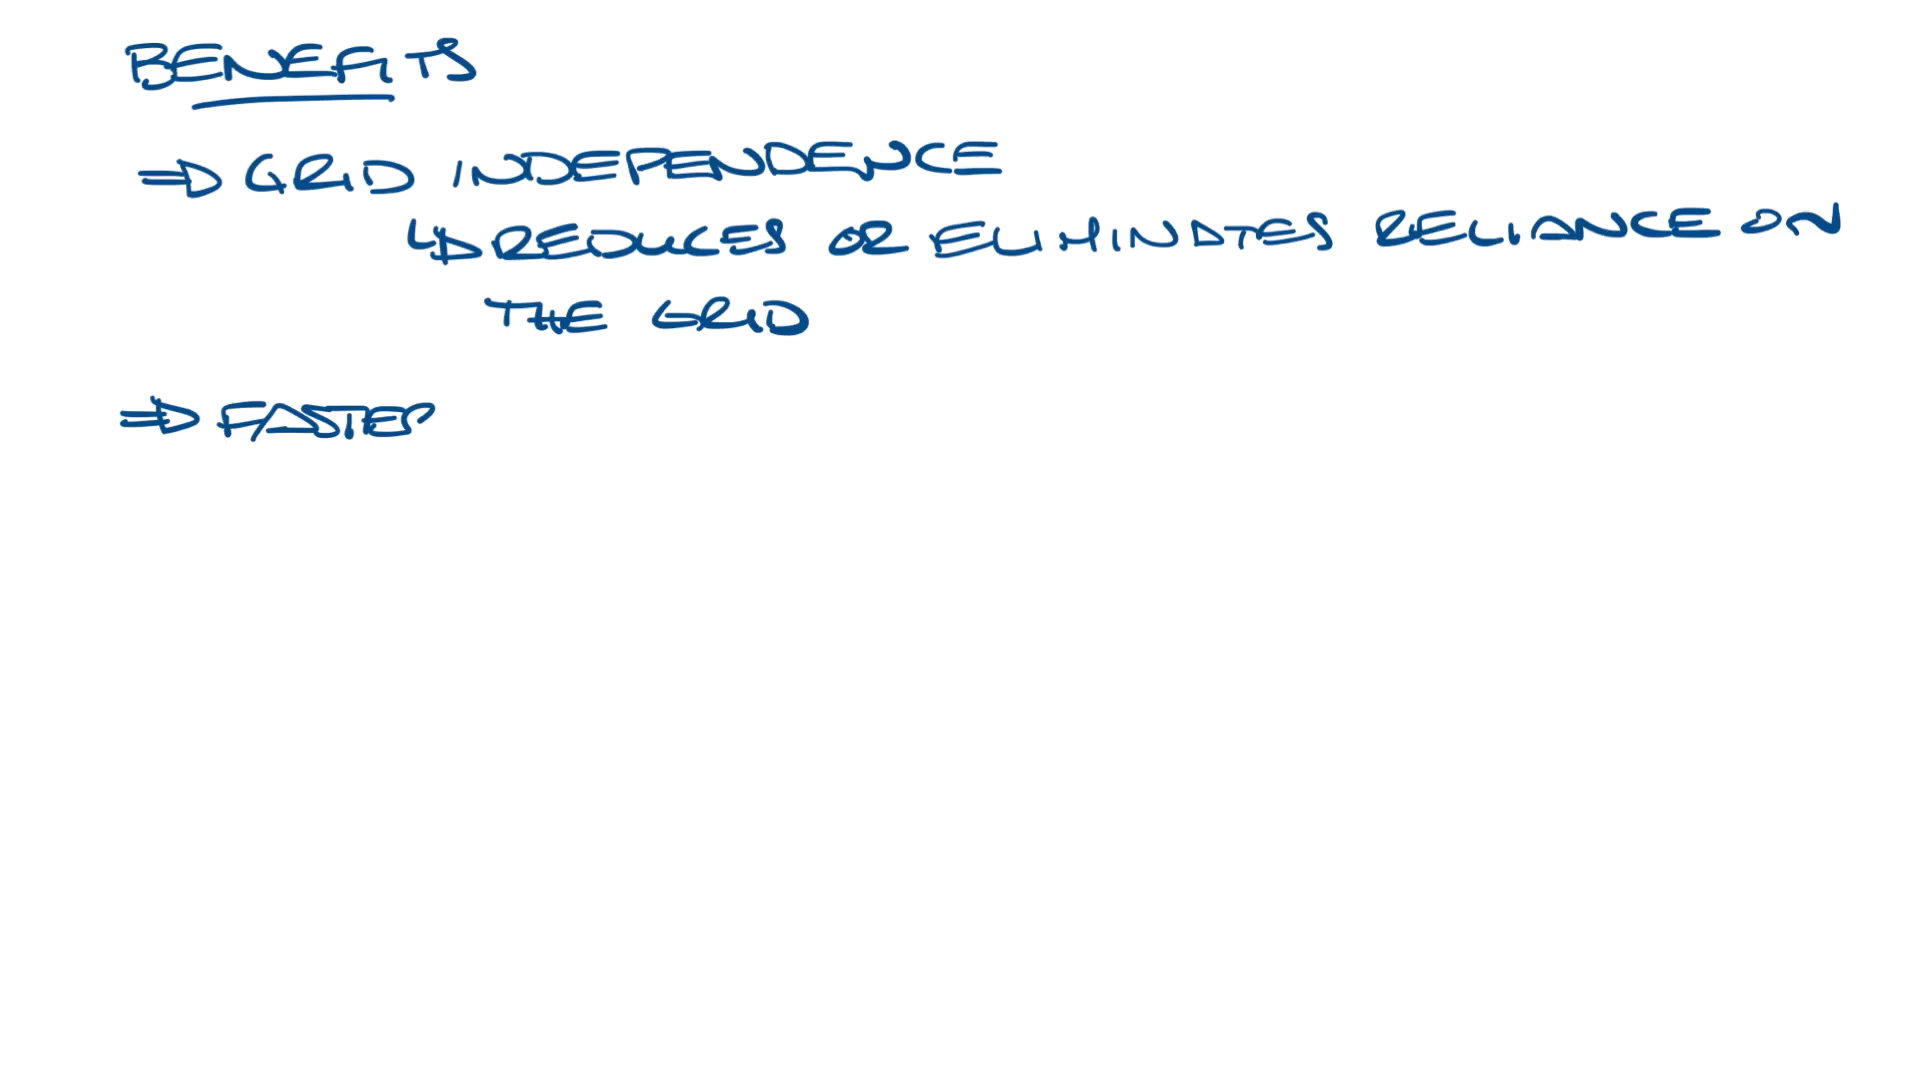 BENEFITS
⇒ GRID INDEPENDENCE
↳ REDUCES OR ELIMINATES RELIANCE ON
THE GRID
⇒ FASTER